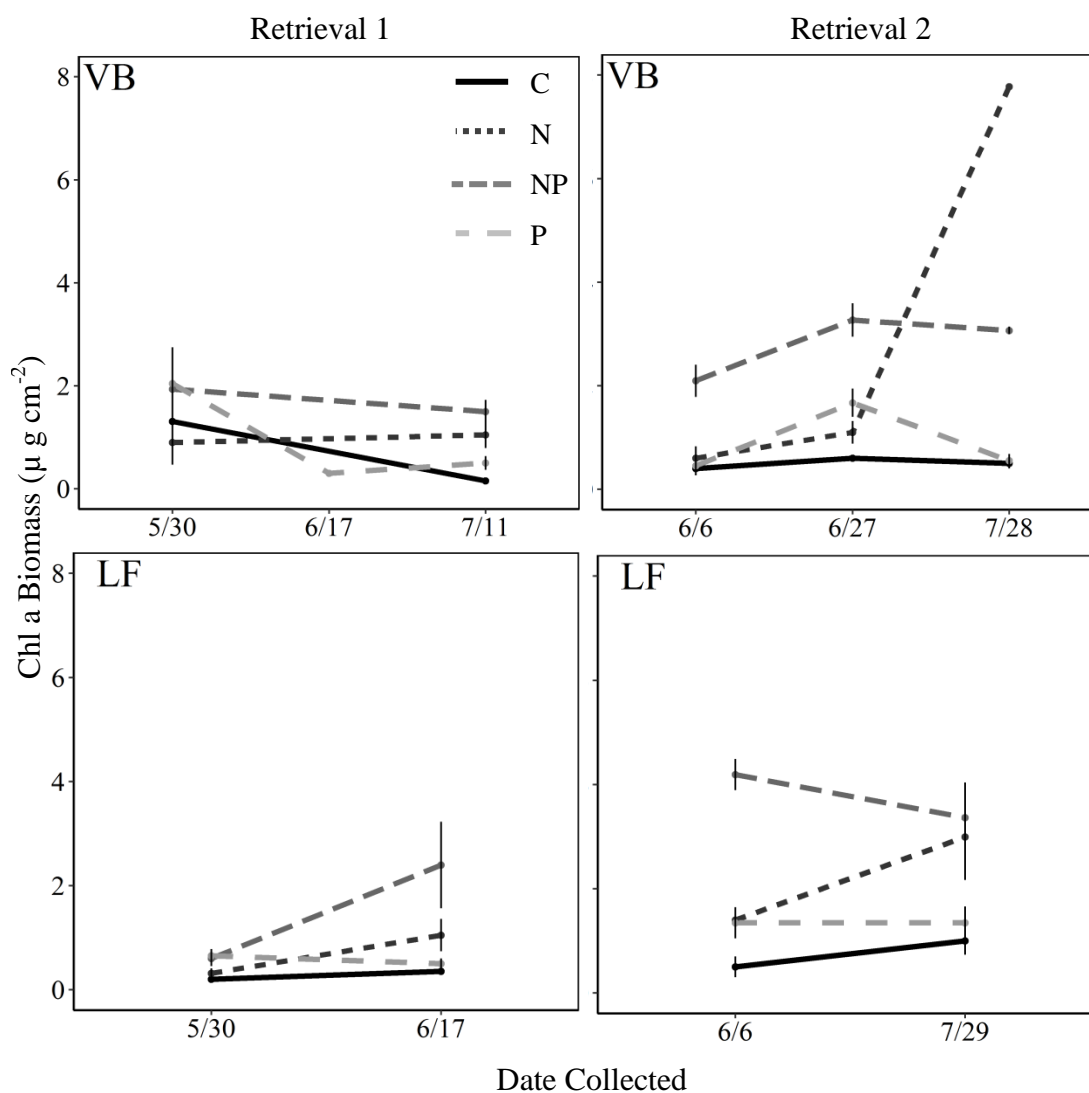 Retrieval 1
Retrieval 2
Chl a Biomass (µ g cm-2)
VB
C
N
NP
P
8
6
4
2
0
5/30
6/17
7/11
VB
6/6
6/27
7/28
LF
8
6
4
2
0
5/30
6/17
LF
6/6
7/29
Date Collected